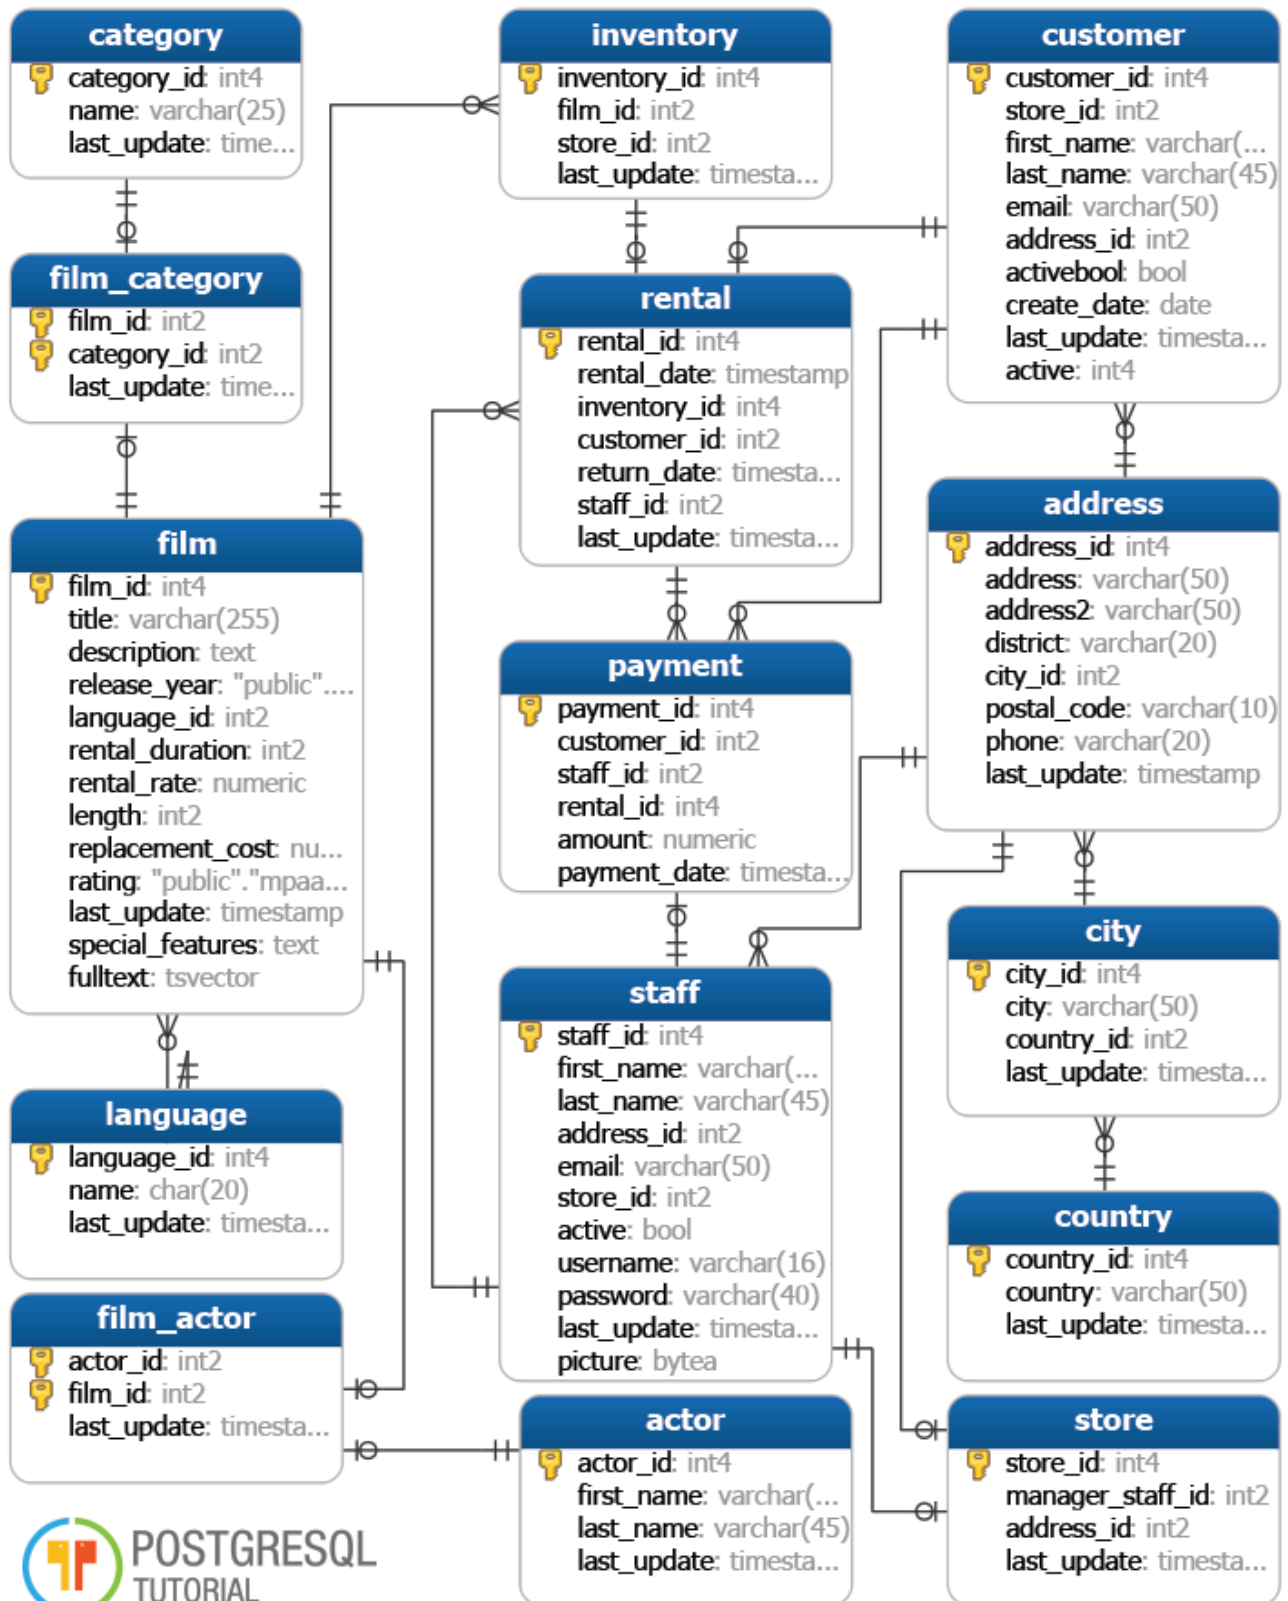 category
category_id: int4
name: varchar(25)
last_update: time...
film_category
film_id: int2
category_id: int2
last_update: time...
film
film_id: int4
title: varchar(255)
description: text
release_year: "public"....
language_id: int2
rental_duration: int2
rental_rate: numeric
length: int2
replacement_cost: nu...
rating: "public"."mpaa...
last_update: timestamp
special_features: text
fulltext: tsvector
language
language_id: int4
name: char(20)
last_update: timesta...
film_actor
actor_id: int2
film_id: int2
last_update: timesta...
inventory
inventory_id: int4
film_id: int2
store_id: int2
last_update: timesta...
rental
rental_id: int4
rental_date: timestamp
inventory_id: int4
customer_id: int2
return_date: timesta...
staff_id: int2
last_update: timesta...
payment
payment_id: int4
customer_id: int2
staff_id: int2
rental_id: int4
amount: numeric
payment_date: timesta...
staff
staff_id: int4
first_name: varchar(...
last_name: varchar(45)
address_id: int2
email: varchar(50)
store_id: int2
active: bool
username: varchar(16)
password: varchar(40)
last_update: timesta...
picture: bytea
actor
actor_id: int4
first_name: varchar(...
last_name: varchar(45)
last_update: timesta...
customer
customer_id: int4
store_id: int2
first_name: varchar(...
last_name: varchar(45)
email: varchar(50)
address_id: int2
activebool: bool
create_date: date
last_update: timesta...
active: int4
address
address_id: int4
address: varchar(50)
address2: varchar(50)
district: varchar(20)
city_id: int2
postal_code: varchar(10)
phone: varchar(20)
last_update: timestamp
city
city_id: int4
city: varchar(50)
country_id: int2
last_update: timesta...
country
country_id: int4
country: varchar(50)
last_update: timesta...
store
store_id: int4
manager_staff_id: int2
address_id: int2
last_update: timesta...
POSTGRESQL
TUTORIAL